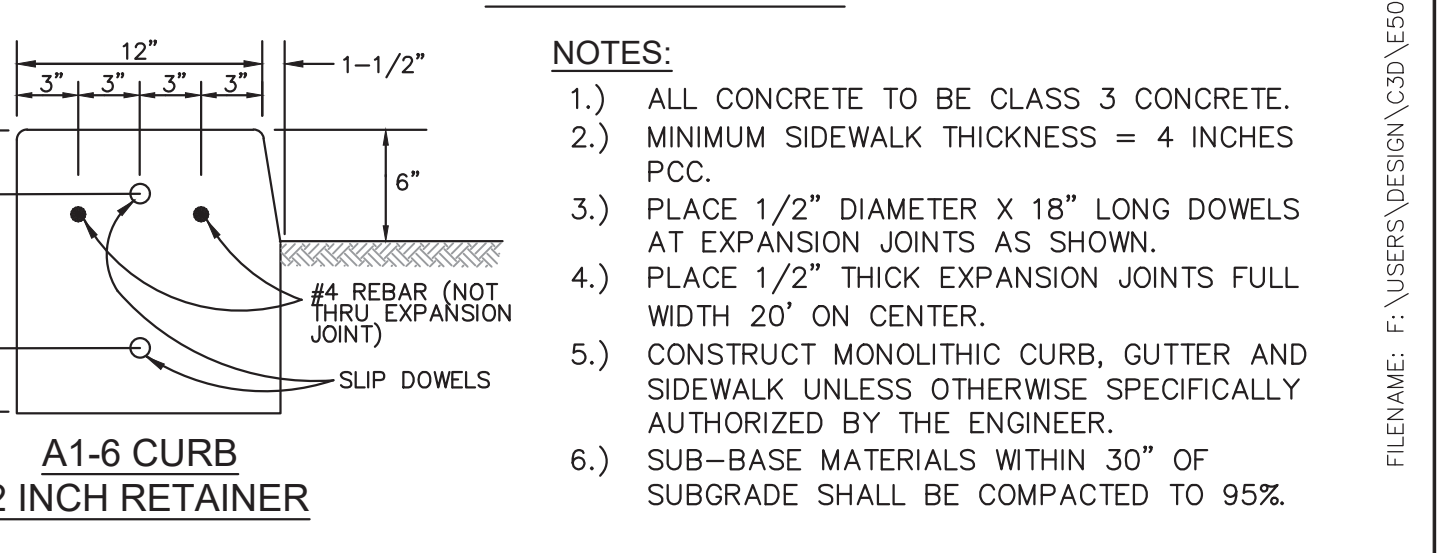 12"
1-1/2"
3" 3" 3" 3"
6"
#4 REBAR (NOT
THRU EXPANSION
JOINT)
SLIP DOWELS
A1-6 CURB
2 INCH RETAINER
NOTES:
1.) ALL CONCRETE TO BE CLASS 3 CONCRETE.
2.) MINIMUM SIDEWALK THICKNESS = 4 INCHES
PCC.
3.) PLACE 1/2" DIAMETER X 18" LONG DOWELS
AT EXPANSION JOINTS AS SHOWN.
4.) PLACE 1/2" THICK EXPANSION JOINTS FULL
WIDTH 20' ON CENTER.
5.) CONSTRUCT MONOLITHIC CURB, GUTTER AND
SIDEWALK UNLESS OTHERWISE SPECIFICALLY
AUTHORIZED BY THE ENGINEER.
6.) SUB-BASE MATERIALS WITHIN 30" OF
SUBGRADE SHALL BE COMPACTED TO 95%.
FILENAME: F:\USERS\DESIGN\C3D\E50